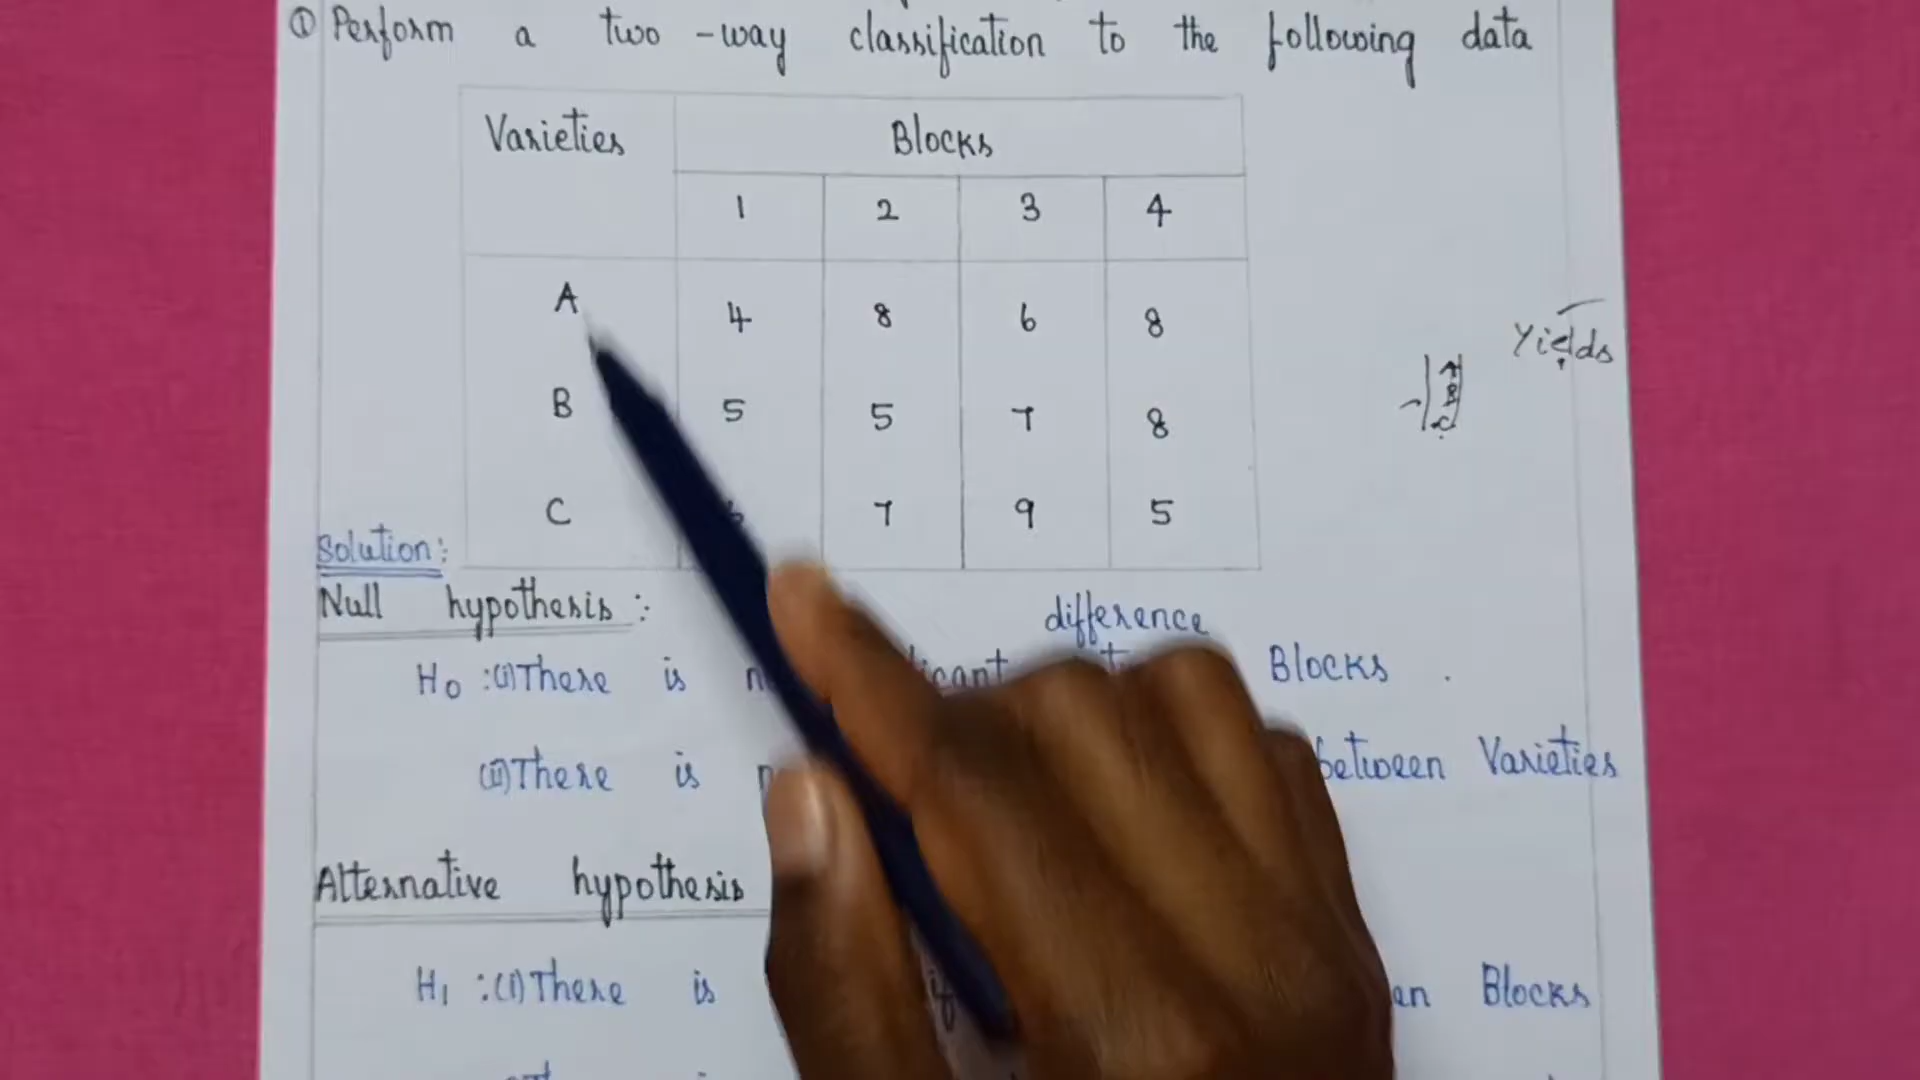 ① Perform a two-way classification to the following data
Varieties Blocks
1 2 3 4
A 4 8 6 8
B 5 5 7 8
C 7 9 5
Yields
A
B
C
Solution:
Null hypothesis:
difference
H0 :(i)There is Blocks.
(ii)There is between Varieties
Alternative hypothesis
H1 :(i)There is Blocks